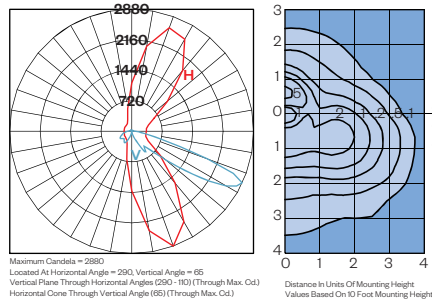 2880
2160
1440
720
H
Maximum Candela = 2880
Located At Horizontal Angle = 290, Vertical Angle = 65
Vertical Plane Through Horizontal Angles (290 - 110) (Through Max. Cd.)
Horizontal Cone Through Vertical Angle (65) (Through Max. Cd.)
3
2
1
0
1
2
3
4
5
2 .1 .2 .5 .1
0 1 2 3 4
Distance In Units Of Mounting Height
Values Based On 10 Foot Mounting Height